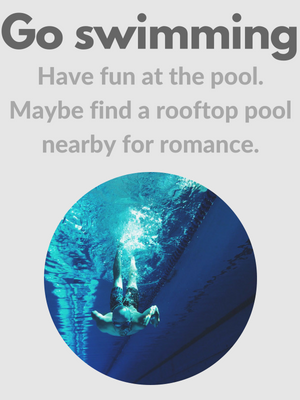 Go swimming
Have fun at the pool.
Maybe find a rooftop pool
nearby for romance.